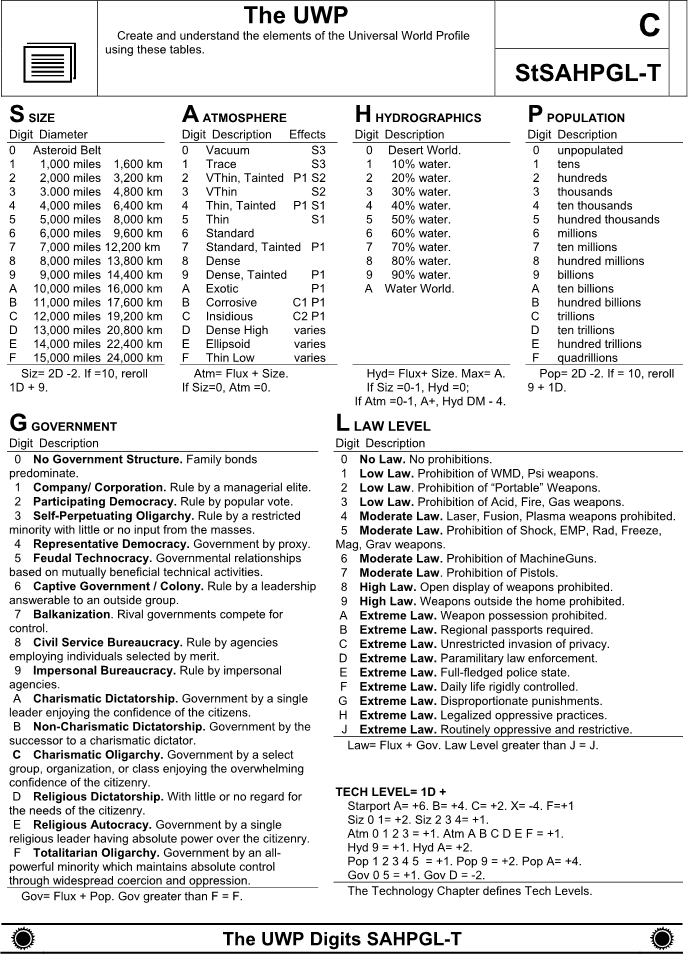 The UWP
Create and understand the elements of the Universal World Profile
using these tables.
C
StSAHPGL-T
S SIZE
Digit Diameter
0 Asteroid Belt
1 1,000 miles 1,600 km
2 2,000 miles 3,200 km
3 3.000 miles 4,800 km
4 4,000 miles 6,400 km
5 5,000 miles 8,000 km
6 6,000 miles 9,600 km
7 7,000 miles 12,200 km
8 8,000 miles 13,800 km
9 9,000 miles 14,400 km
A 10,000 miles 16,000 km
B 11,000 miles 17,600 km
C 12,000 miles 19,200 km
D 13,000 miles 20,800 km
E 14,000 miles 22,400 km
F 15,000 miles 24,000 km
Siz= 2D -2. If =10, reroll
1D + 9.
A ATMOSPHERE
Digit Description Effects
0 Vacuum S3
1 Trace S3
2 VThin, Tainted P1 S2
3 VThin S2
4 Thin, Tainted P1 S1
5 Thin S1
6 Standard
7 Standard, Tainted P1
8 Dense
9 Dense, Tainted P1
A Exotic P1
B Corrosive C1 P1
C Insidious C2 P1
D Dense High varies
E Ellipsoid varies
F Thin Low varies
Atm= Flux + Size.
If Siz=0, Atm =0.
H HYDROGRAPHICS
Digit Description
0 Desert World.
1 10% water.
2 20% water.
3 30% water.
4 40% water.
5 50% water.
6 60% water.
7 70% water.
8 80% water.
9 90% water.
A Water World.
Hyd= Flux+ Size. Max= A.
If Siz =0-1, Hyd =0;
If Atm =0-1, A+, Hyd DM - 4.
P POPULATION
Digit Description
0 unpopulated
1 tens
2 hundreds
3 thousands
4 ten thousands
5 hundred thousands
6 millions
7 ten millions
8 hundred millions
9 billions
A ten billions
B hundred billions
C trillions
D ten trillions
E hundred trillions
F quadrillions
Pop= 2D -2. If = 10, reroll
9 + 1D.
G GOVERNMENT
Digit Description
0 No Government Structure. Family bonds
predominate.
1 Company/ Corporation. Rule by a managerial elite.
2 Participating Democracy. Rule by popular vote.
3 Self-Perpetuating Oligarchy. Rule by a restricted
minority with little or no input from the masses.
4 Representative Democracy. Government by proxy.
5 Feudal Technocracy. Governmental relationships
based on mutually beneficial technical activities.
6 Captive Government / Colony. Rule by a leadership
answerable to an outside group.
7 Balkanization. Rival governments compete for
control.
8 Civil Service Bureaucracy. Rule by agencies
employing individuals selected by merit.
9 Impersonal Bureaucracy. Rule by impersonal
agencies.
A Charismatic Dictatorship. Government by a single
leader enjoying the confidence of the citizens.
B Non-Charismatic Dictatorship. Government by the
successor to a charismatic dictator.
C Charismatic Oligarchy. Government by a select
group, organization, or class enjoying the overwhelming
confidence of the citizenry.
D Religious Dictatorship. With little or no regard for
the needs of the citizenry.
E Religious Autocracy. Government by a single
religious leader having absolute power over the citizenry.
F Totalitarian Oligarchy. Government by an all-
powerful minority which maintains absolute control
through widespread coercion and oppression.
Gov= Flux + Pop. Gov greater than F = F.
L LAW LEVEL
Digit Description
0 No Law. No prohibitions.
1 Low Law. Prohibition of WMD, Psi weapons.
2 Low Law. Prohibition of “Portable” Weapons.
3 Low Law. Prohibition of Acid, Fire, Gas weapons.
4 Moderate Law. Laser, Fusion, Plasma weapons prohibited.
5 Moderate Law. Prohibition of Shock, EMP, Rad, Freeze,
Mag, Grav weapons.
6 Moderate Law. Prohibition of MachineGuns.
7 Moderate Law. Prohibition of Pistols.
8 High Law. Open display of weapons prohibited.
9 High Law. Weapons outside the home prohibited.
A Extreme Law. Weapon possession prohibited.
B Extreme Law. Regional passports required.
C Extreme Law. Unrestricted invasion of privacy.
D Extreme Law. Paramilitary law enforcement.
E Extreme Law. Full-fledged police state.
F Extreme Law. Daily life rigidly controlled.
G Extreme Law. Disproportionate punishments.
H Extreme Law. Legalized oppressive practices.
J Extreme Law. Routinely oppressive and restrictive.
Law= Flux + Gov. Law Level greater than J = J.
TECH LEVEL= 1D +
Starport A= +6. B= +4. C= +2. X= -4. F=+1
Siz 0 1= +2. Siz 2 3 4= +1.
Atm 0 1 2 3 = +1. Atm A B C D E F = +1.
Hyd 9 = +1. Hyd A= +2.
Pop 1 2 3 4 5 = +1. Pop 9 = +2. Pop A= +4.
Gov 0 5 = +1. Gov D = -2.
The Technology Chapter defines Tech Levels.
The UWP Digits SAHPGL-T